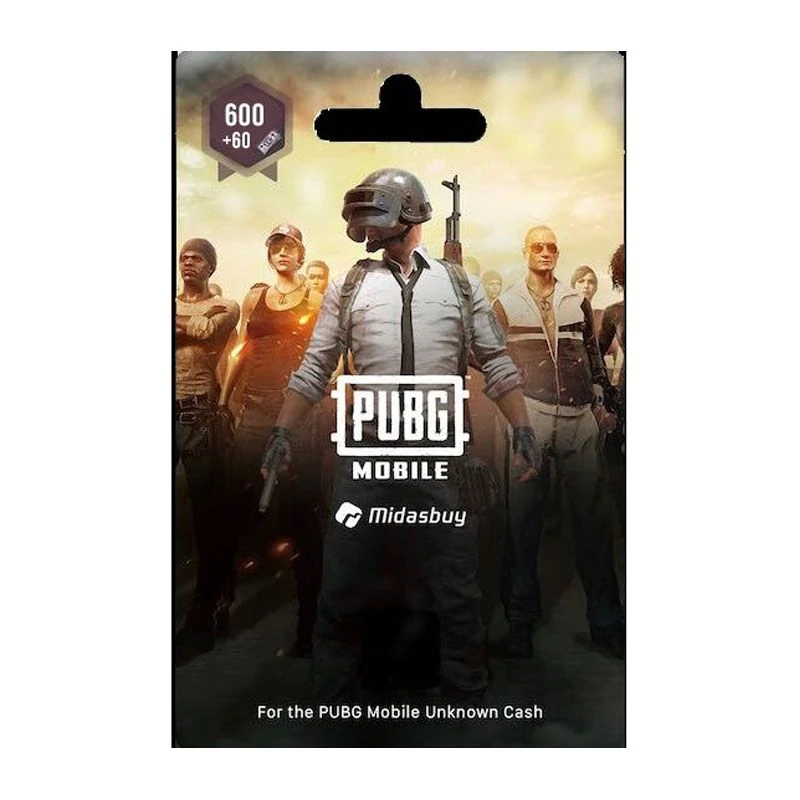 600
+60
PUBG
MOBILE
Midasbuy
For the PUBG Mobile Unknown Cash